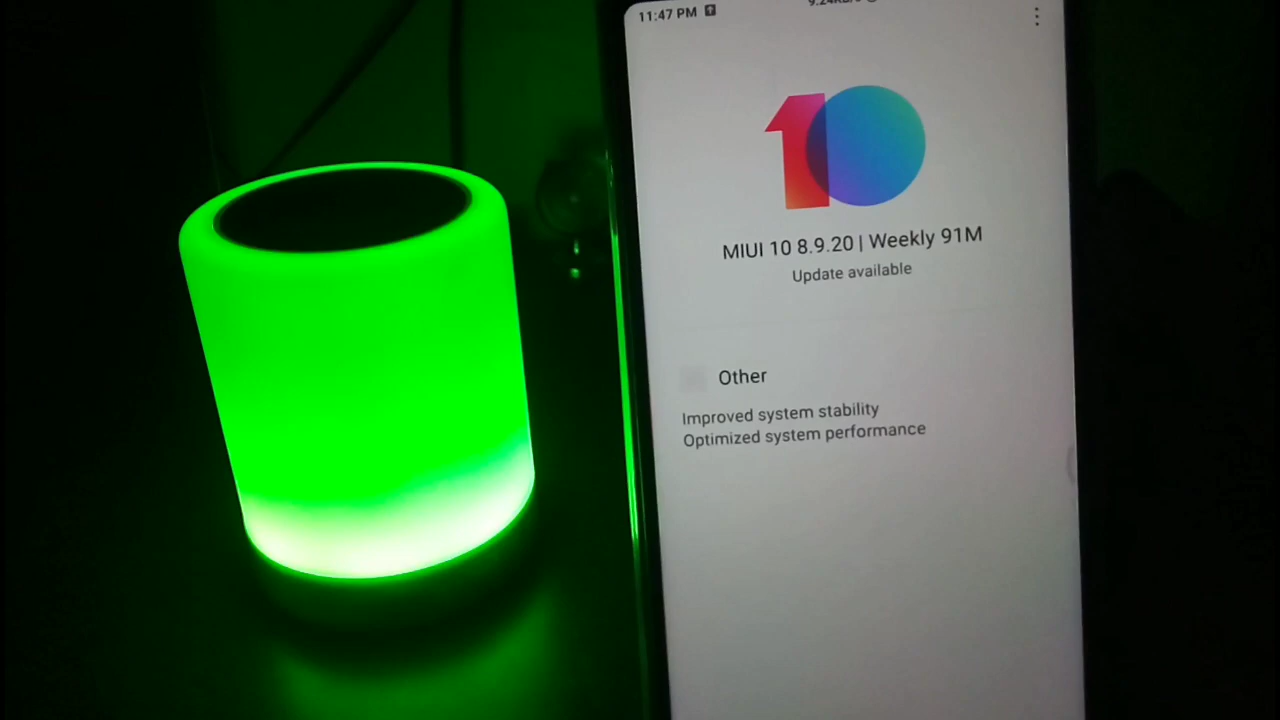 11:47 PM
10
MIUI 10 8.9.20 | Weekly 91M
Update available
Other
Improved system stability
Optimized system performance